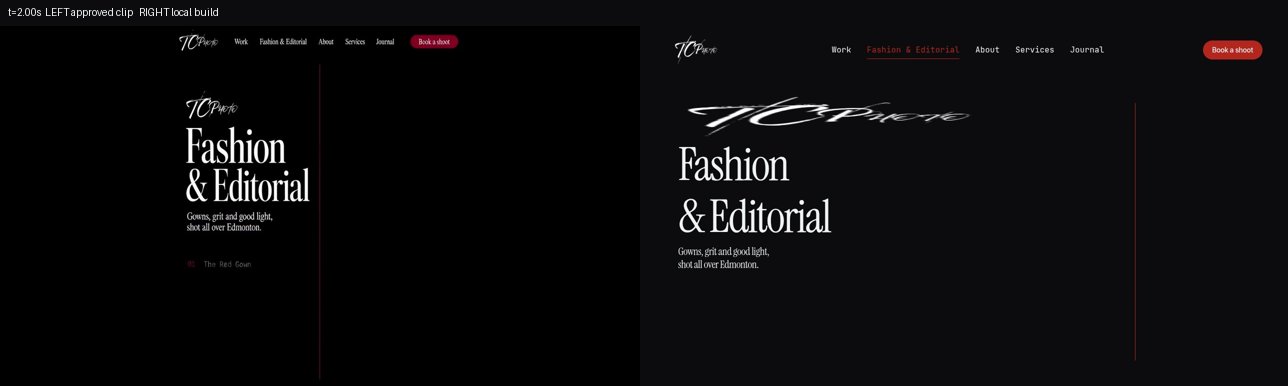 t=2.00s LEFT approved clip RIGHT local build
TCPHOTO
Work Fashion & Editorial About Services Journal Book a shoot
TCPHOTO
Fashion
& Editorial
Gowns, grit and good light,
shot all over Edmonton.
The Red Gown
TCPHOTO
Work Fashion & Editorial About Services Journal Book a shoot
TCPHOTO
Fashion
& Editorial
Gowns, grit and good light,
shot all over Edmonton.